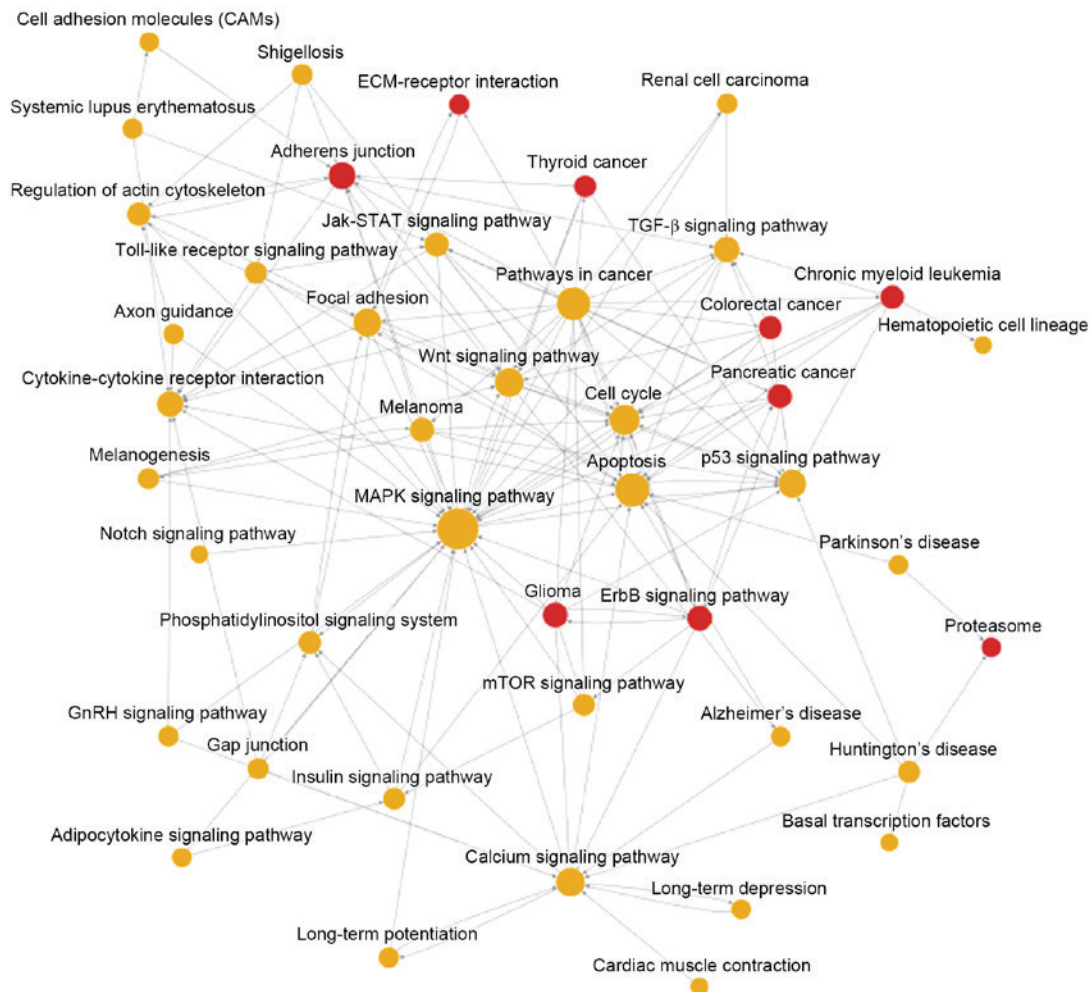 Cell adhesion molecules (CAMs)
Shigellosis
ECM-receptor interaction
Renal cell carcinoma
Systemic lupus erythematosus
Adherens junction
Thyroid cancer
Regulation of actin cytoskeleton
Jak-STAT signaling pathway
TGF-β signaling pathway
Toll-like receptor signaling pathway
Pathways in cancer
Chronic myeloid leukemia
Axon guidance
Focal adhesion
Colorectal cancer
Hematopoietic cell lineage
Wnt signaling pathway
Cytokine-cytokine receptor interaction
Pancreatic cancer
Cell cycle
Melanoma
Melanogenesis
Apoptosis
p53 signaling pathway
MAPK signaling pathway
Notch signaling pathway
Parkinson’s disease
Glioma
ErbB signaling pathway
Phosphatidylinositol signaling system
Proteasome
mTOR signaling pathway
GnRH signaling pathway
Alzheimer’s disease
Gap junction
Huntington’s disease
Insulin signaling pathway
Adipocytokine signaling pathway
Basal transcription factors
Calcium signaling pathway
Long-term depression
Long-term potentiation
Cardiac muscle contraction